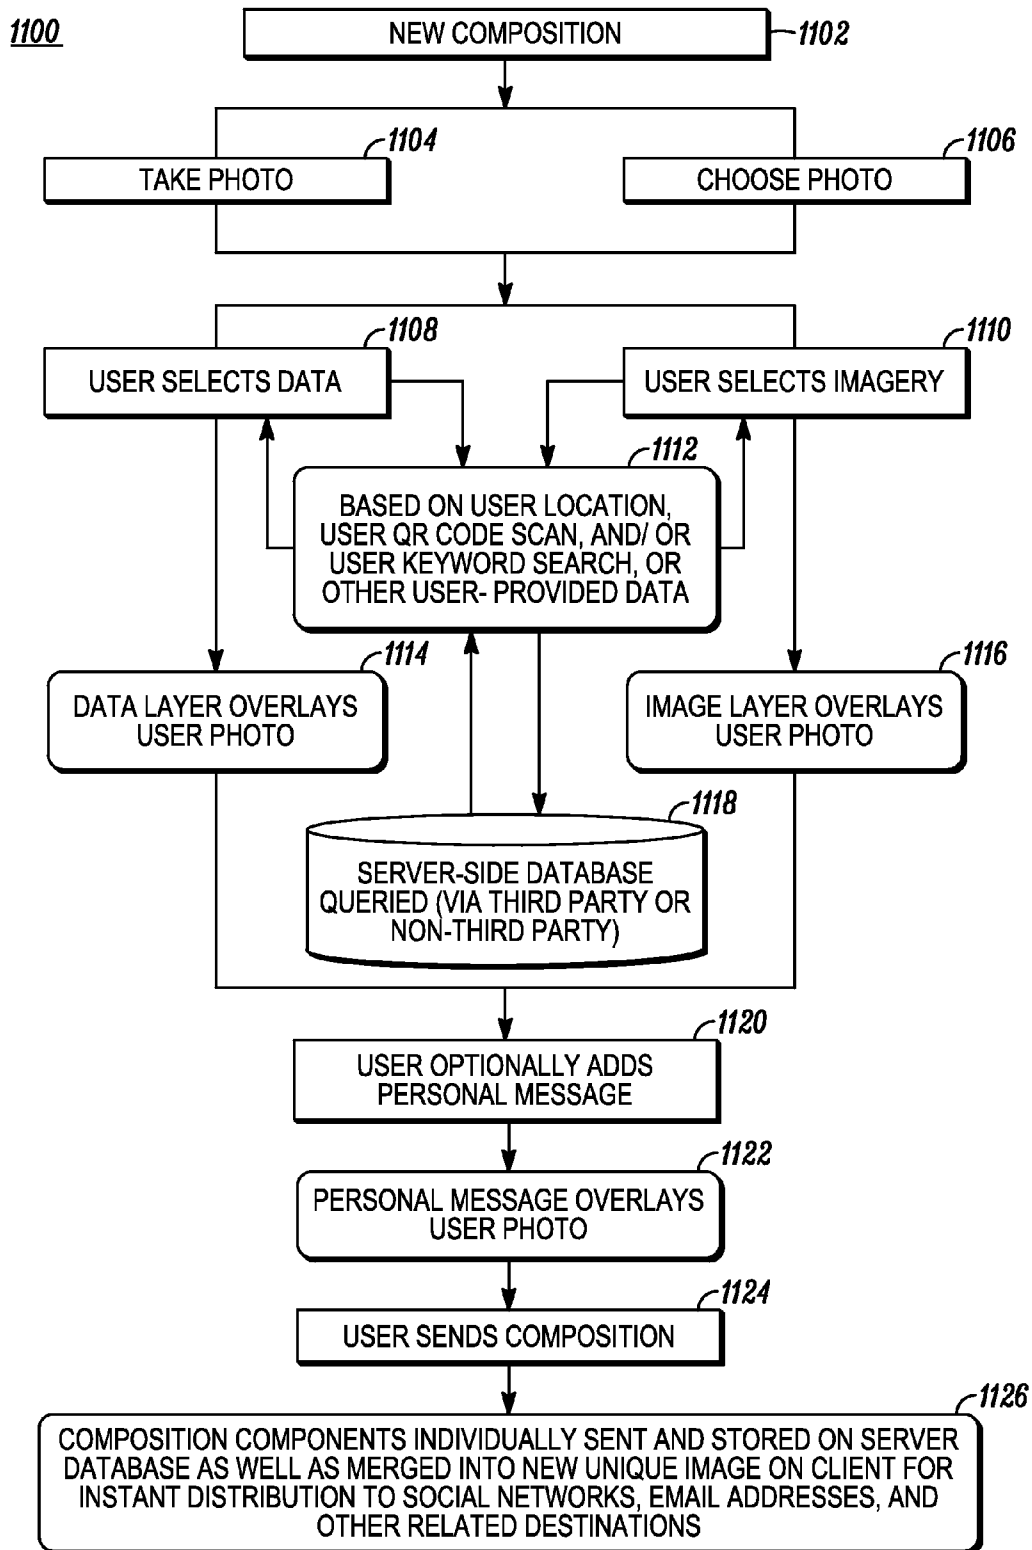 1100
NEW COMPOSITION
1102
1104
TAKE PHOTO
1106
CHOOSE PHOTO
1108
USER SELECTS DATA
1110
USER SELECTS IMAGERY
1112
BASED ON USER LOCATION,
USER QR CODE SCAN, AND/ OR
USER KEYWORD SEARCH, OR
OTHER USER- PROVIDED DATA
1114
DATA LAYER OVERLAYS
USER PHOTO
1116
IMAGE LAYER OVERLAYS
USER PHOTO
1118
SERVER-SIDE DATABASE
QUERIED (VIA THIRD PARTY OR
NON-THIRD PARTY)
1120
USER OPTIONALLY ADDS
PERSONAL MESSAGE
1122
PERSONAL MESSAGE OVERLAYS
USER PHOTO
1124
USER SENDS COMPOSITION
1126
COMPOSITION COMPONENTS INDIVIDUALLY SENT AND STORED ON SERVER
DATABASE AS WELL AS MERGED INTO NEW UNIQUE IMAGE ON CLIENT FOR
INSTANT DISTRIBUTION TO SOCIAL NETWORKS, EMAIL ADDRESSES, AND
OTHER RELATED DESTINATIONS